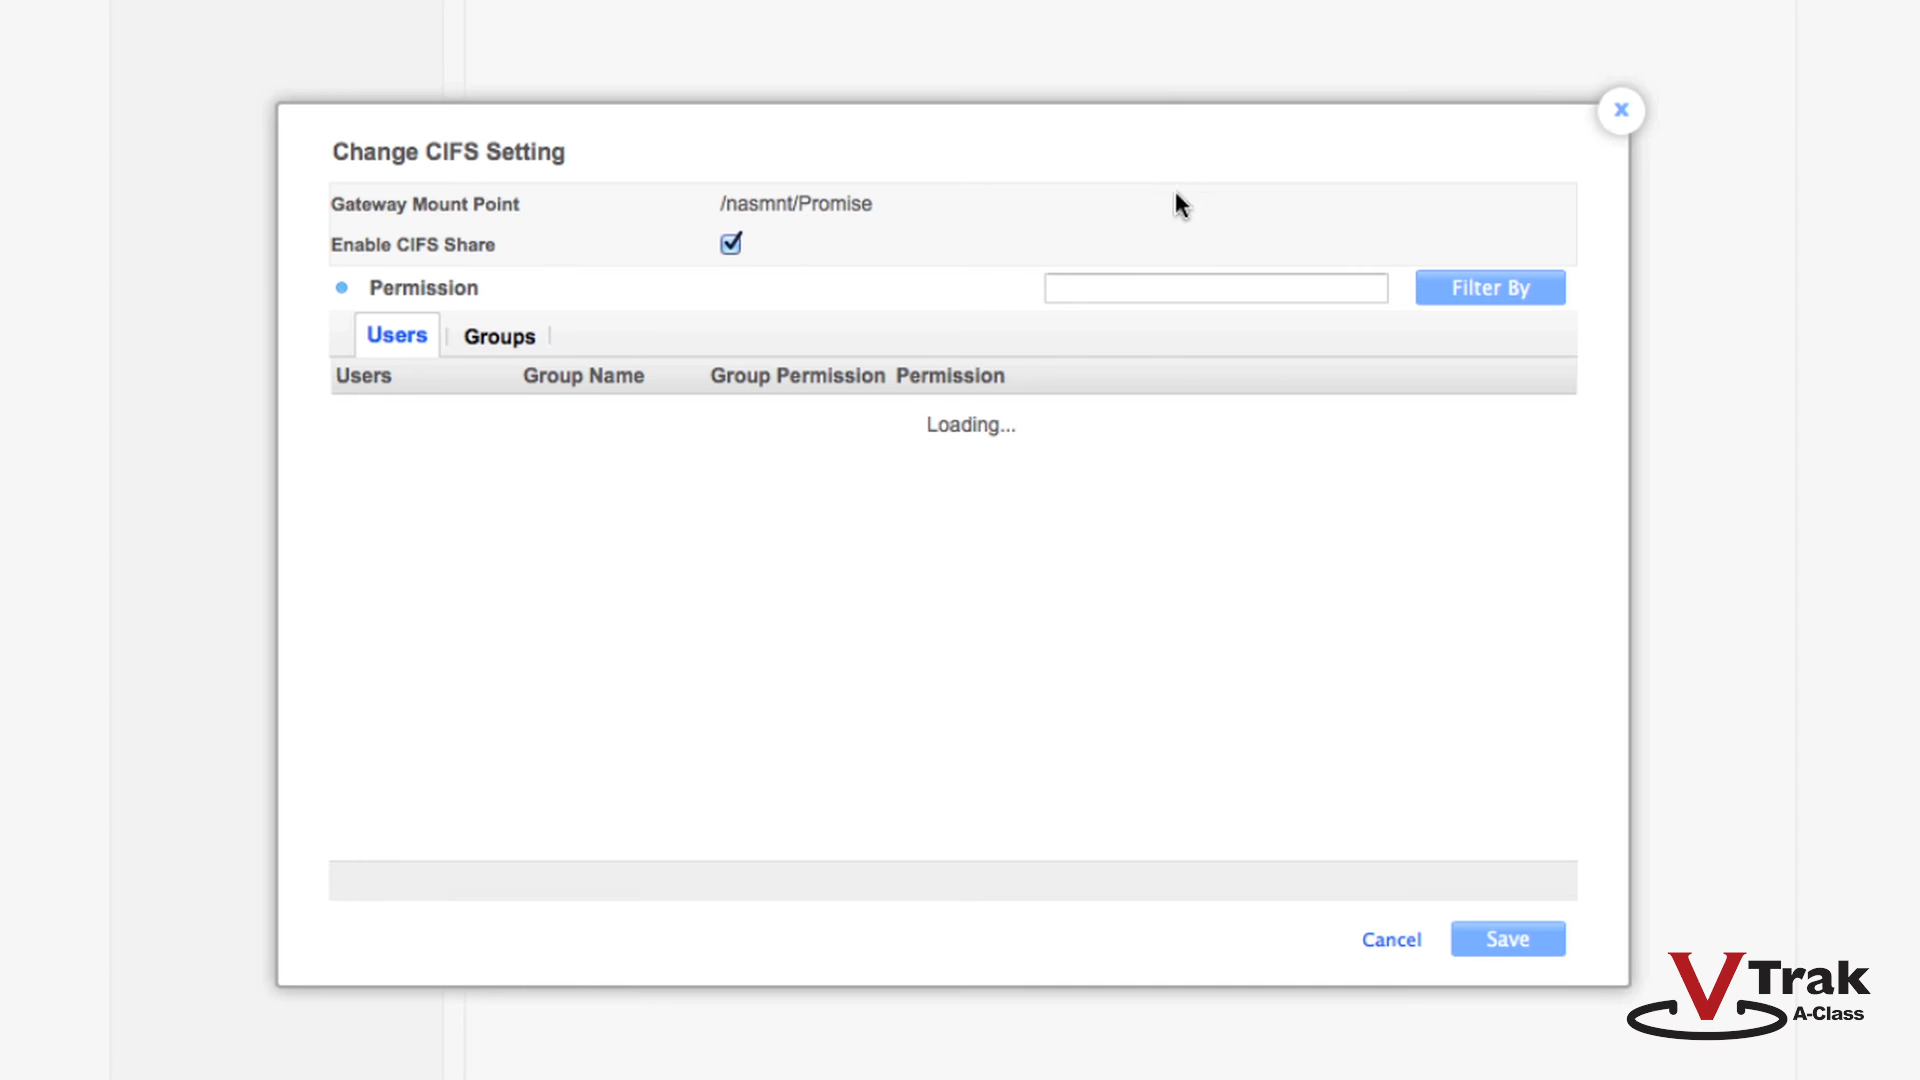 x
Change CIFS Setting
Gateway Mount Point /nasmnt/Promise
Enable CIFS Share
Permission Filter By
Users Groups
Users Group Name Group Permission Permission
Loading...
Cancel Save
VTrak
A-Class